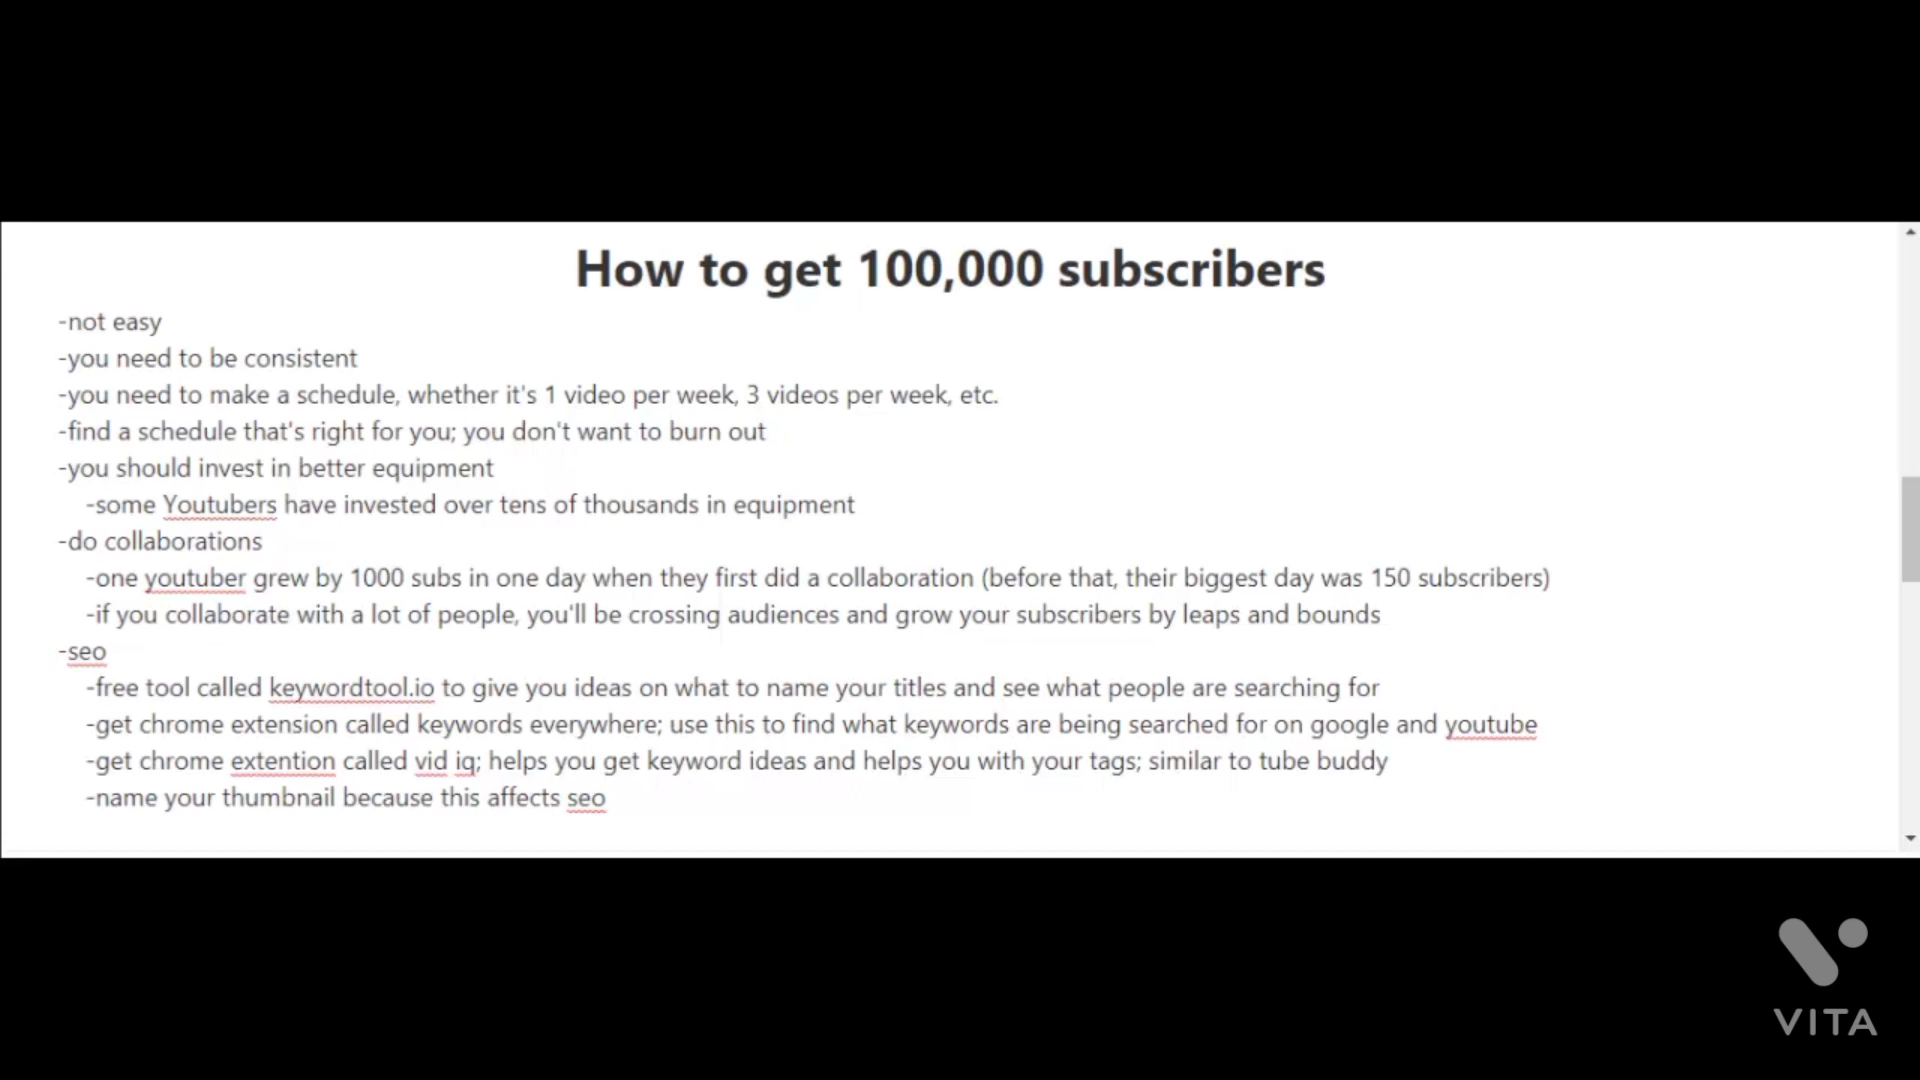 How to get 100,000 subscribers
-not easy
-you need to be consistent
-you need to make a schedule, whether it's 1 video per week, 3 videos per week, etc.
-find a schedule that's right for you; you don't want to burn out
-you should invest in better equipment
-some Youtubers have invested over tens of thousands in equipment
-do collaborations
-one youtuber grew by 1000 subs in one day when they first did a collaboration (before that, their biggest day was 150 subscribers)
-if you collaborate with a lot of people, you'll be crossing audiences and grow your subscribers by leaps and bounds
-seo
-free tool called keywordtool.io to give you ideas on what to name your titles and see what people are searching for
-get chrome extension called keywords everywhere; use this to find what keywords are being searched for on google and youtube
-get chrome extention called vid iq; helps you get keyword ideas and helps you with your tags; similar to tube buddy
-name your thumbnail because this affects seo
VITA